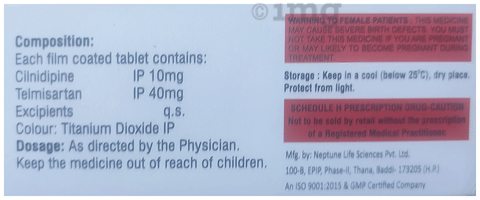 1mg
Composition:
Each film coated tablet contains:
Cilnidipine IP 10mg
Telmisartan IP 40mg
Excipients q.s.
Colour: Titanium Dioxide IP
Dosage: As directed by the Physician.
Keep the medicine out of reach of children.
WARNING TO FEMALE PATIENTS : THIS MEDICINE
MAY CAUSE SEVERE BIRTH DEFECTS. YOU MUST
NOT TAKE THIS MEDICINE IF YOU ARE PREGNANT
OR MAY LIKELY TO BECOME PREGNANT DURING
TREATMENT.
Storage : Keep in a cool (below 25°C), dry place.
Protect from light.
SCHEDULE H PRESCRIPTION DRUG-CAUTION
Not to be sold by retail without the prescription
of a Registered Medical Practitioner.
Mfg. by: Neptune Life Sciences Pvt. Ltd.
100-B, EPIP, Phase-II, Thana, Baddi- 173205 (H.P.)
An ISO 9001:2015 & GMP Certified Company